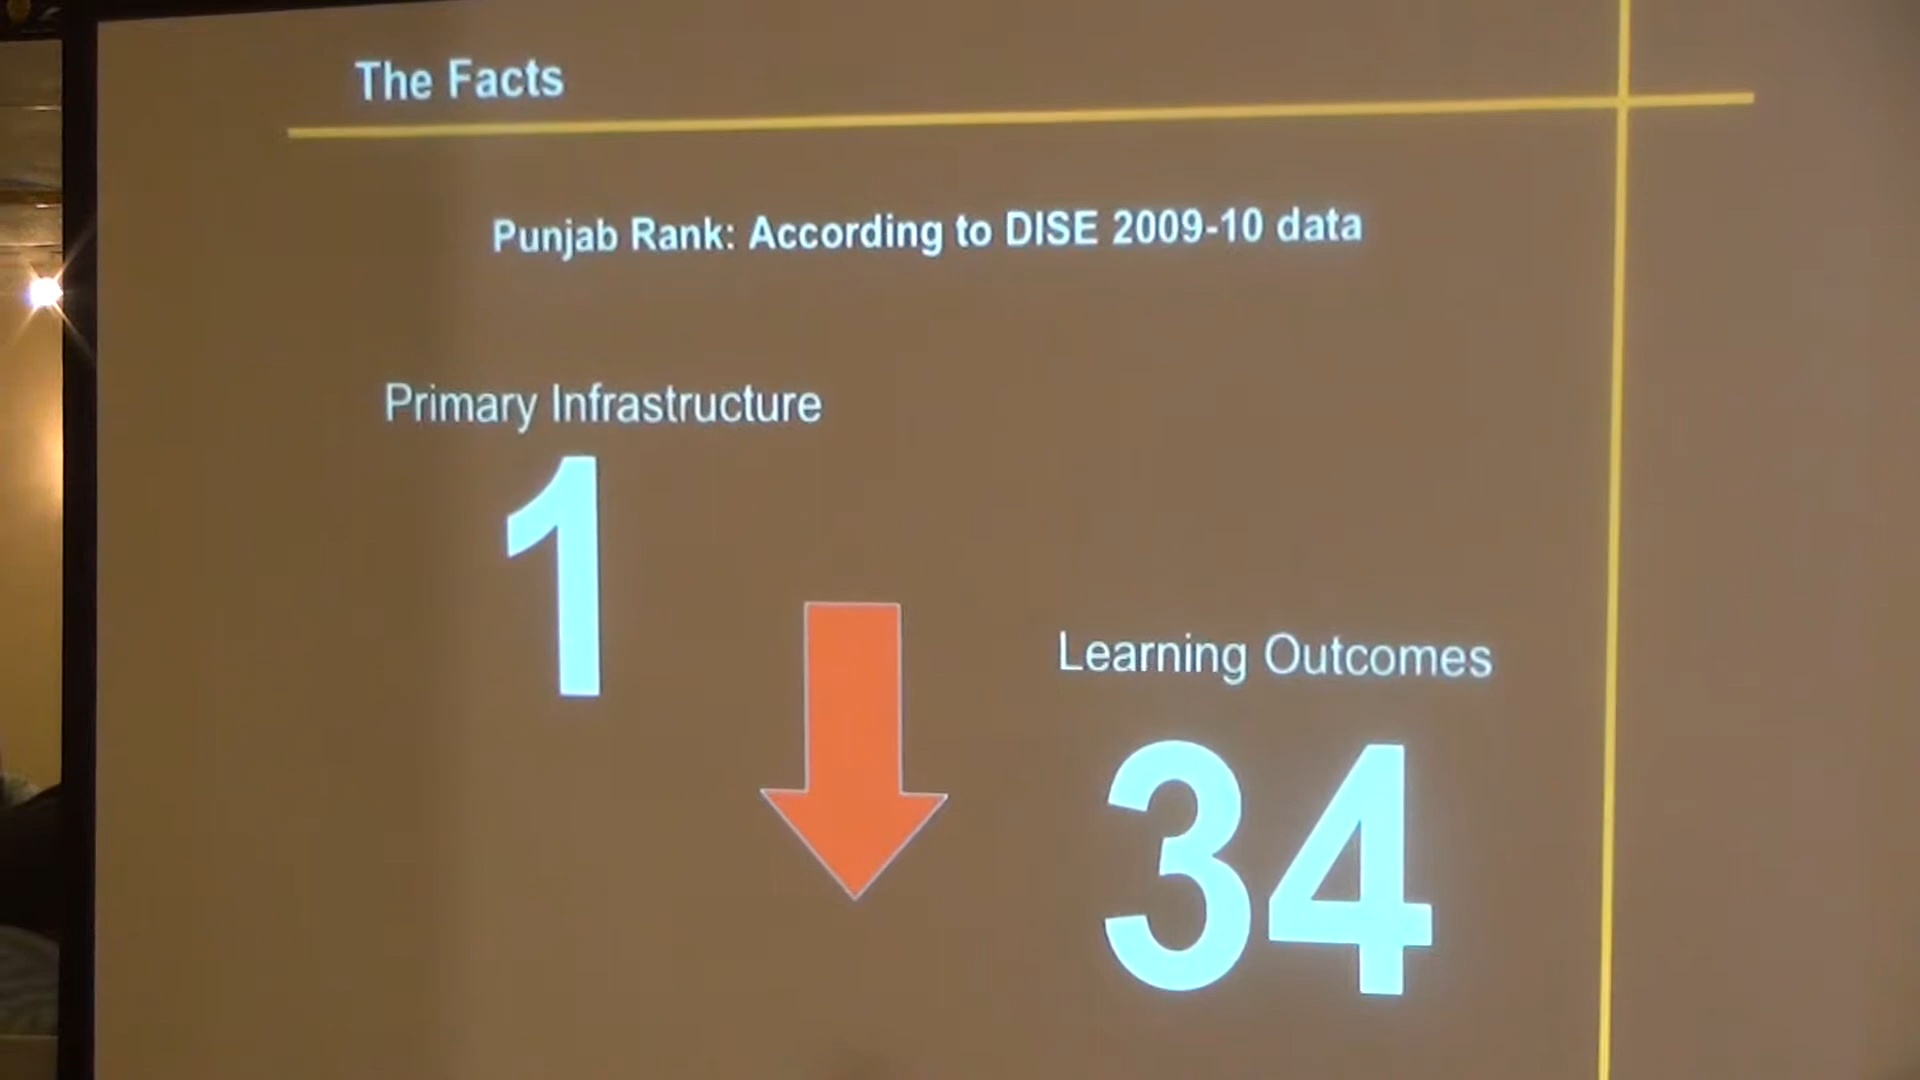 The Facts
Punjab Rank: According to DISE 2009-10 data
Primary Infrastructure
1
Learning Outcomes
34